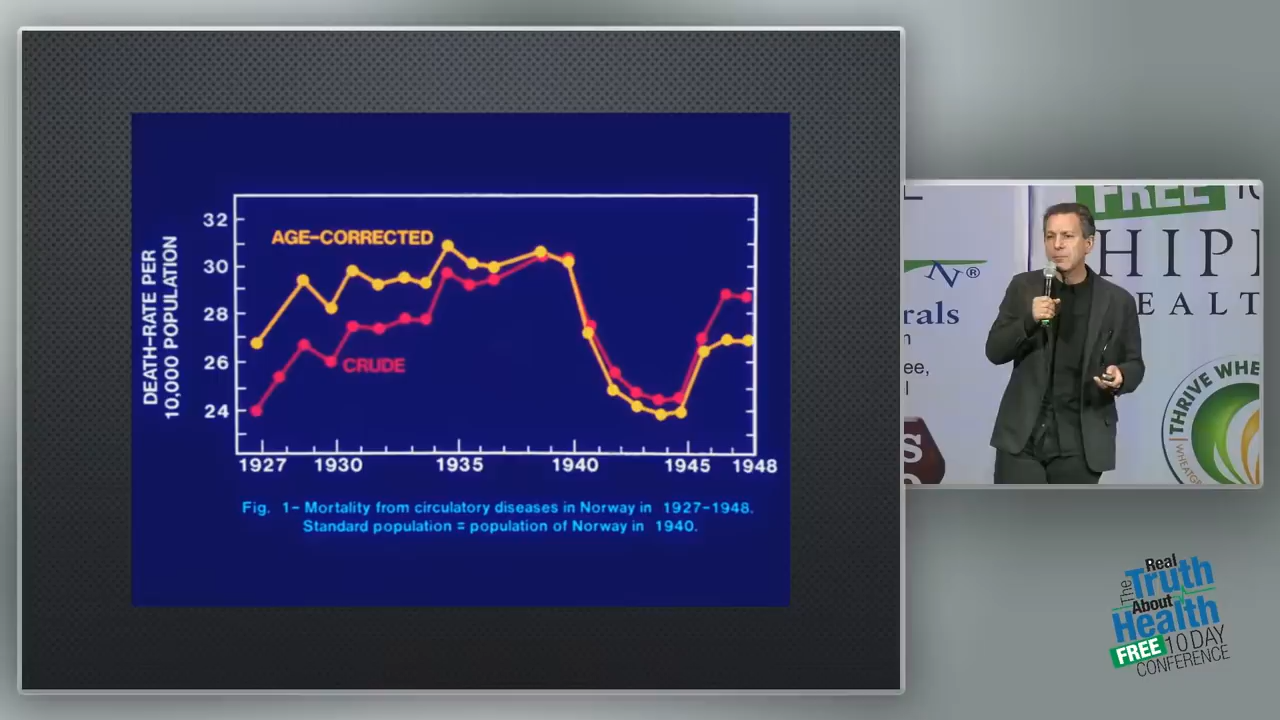 DEATH-RATE PER
10,000 POPULATION
32
30
28
26
24
AGE-CORRECTED
CRUDE
1927 1930 1935 1940 1945 1948
Fig. 1- Mortality from circulatory diseases in Norway in 1927-1948.
Standard population = population of Norway in 1940.
FREE
HIP
EALT
N®
rals
ee,
THRIVE WHE
WHEATGR
The Real
Truth
About
Health
FREE 10 DAY
CONFERENCE